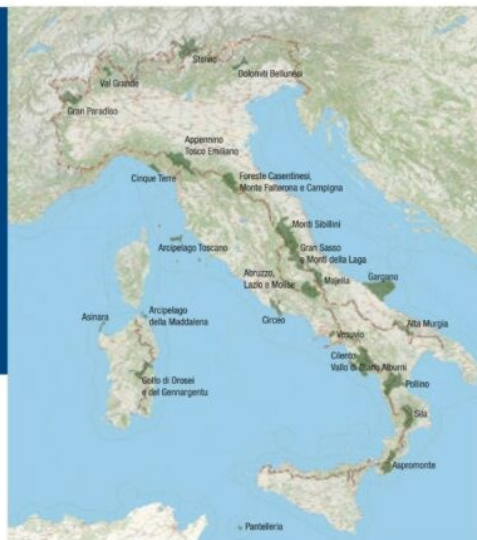 Stelvio
Val Grande
Dolomiti Bellunesi
Gran Paradiso
Appennino
Tosco Emiliano
Cinque Terre
Foreste Casentinesi,
Monte Falterona e Campigna
Monti Sibillini
Arcipelago Toscano
Gran Sasso
e Monti della Laga
Abruzzo,
Lazio e Molise
Majella
Gargano
Circeo
Asinara
Arcipelago
della Maddalena
Vesuvio
Alta Murgia
Cilento
Vallo di Diano Alburni
Golfo di Orosei
e del Gennargentu
Pollino
Sila
Aspromonte
Pantelleria